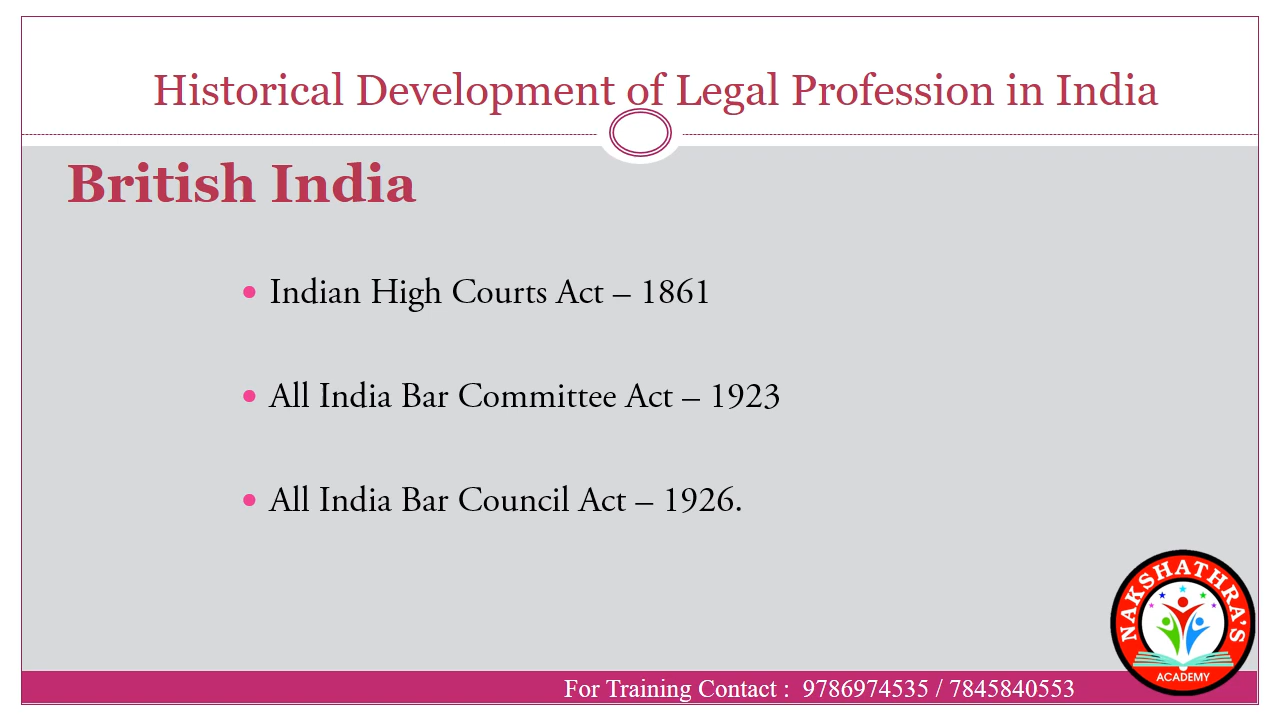 Historical Development of Legal Profession in India
British India
• Indian High Courts Act – 1861
• All India Bar Committee Act – 1923
• All India Bar Council Act – 1926.
NAKSHATHRA'S
ACADEMY
For Training Contact : 9786974535 / 7845840553